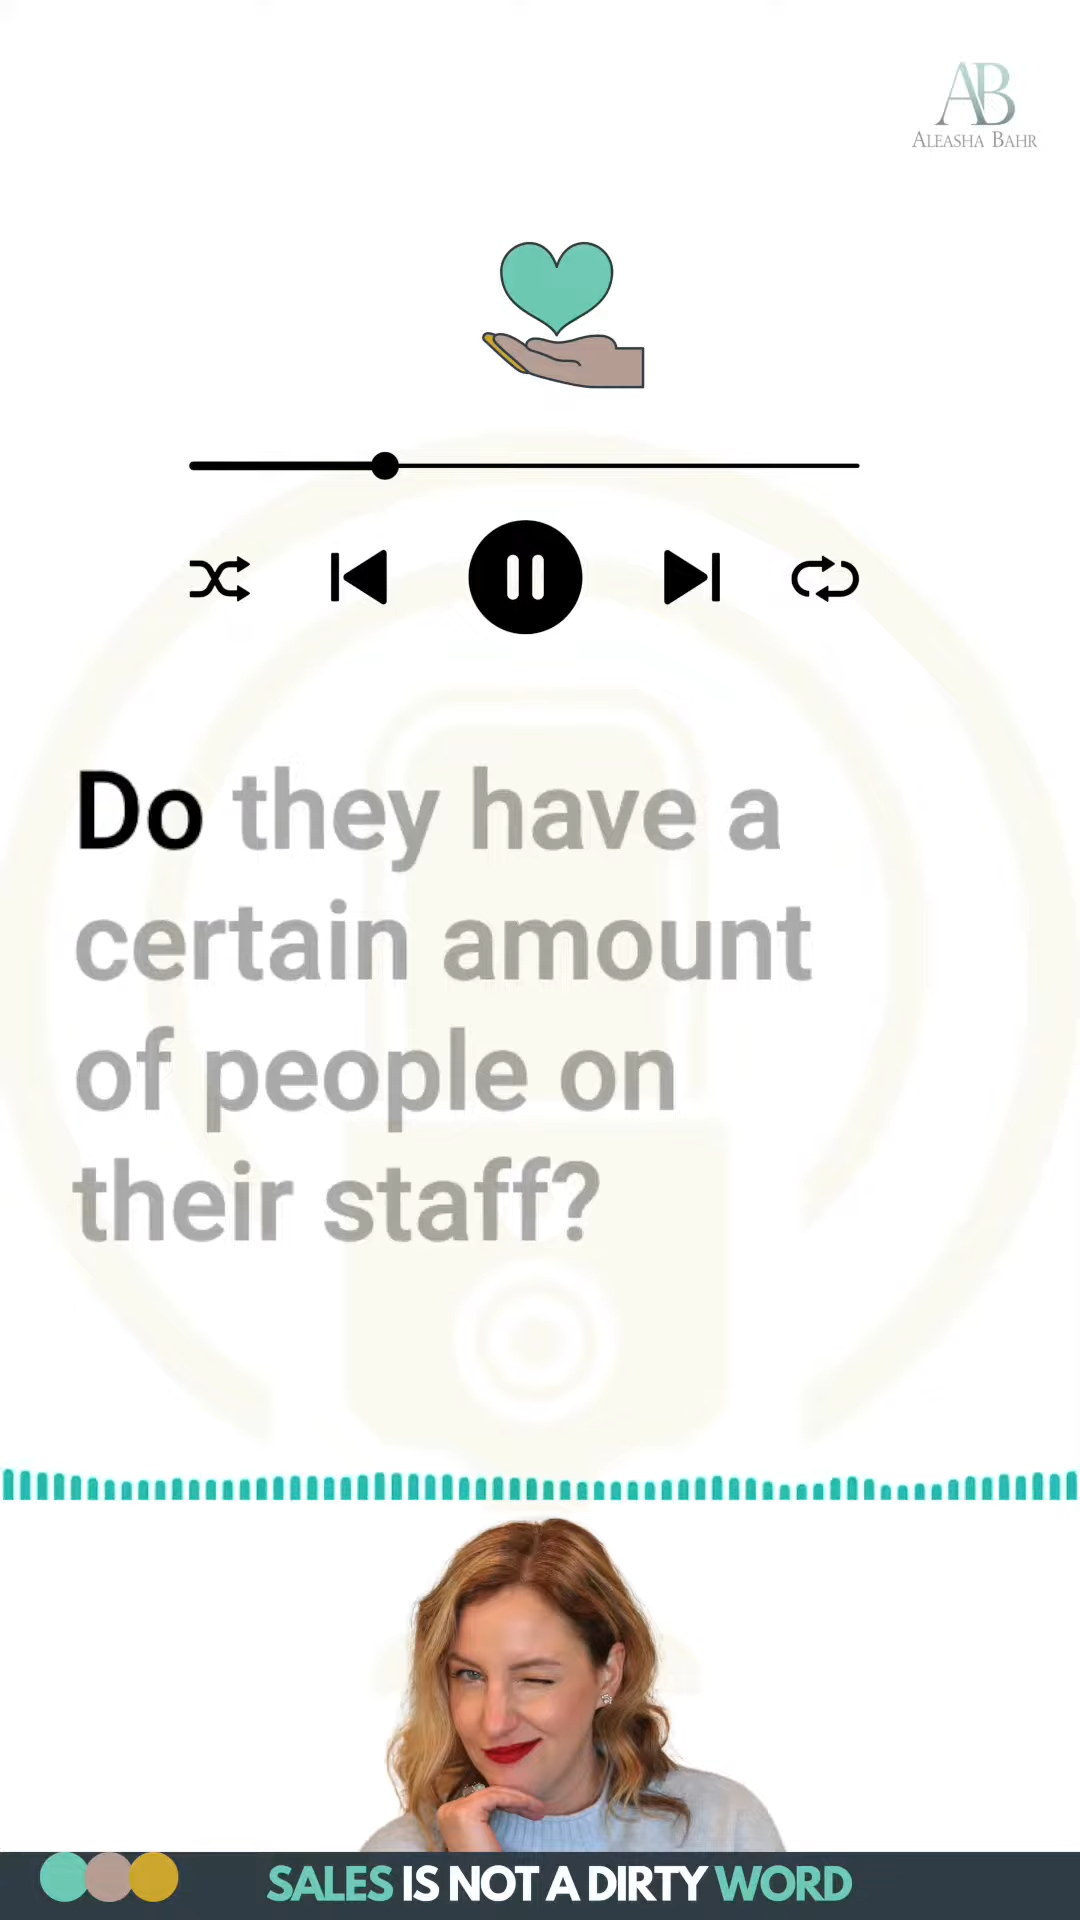 AB
ALEASHA BAHR
Do they have a
certain amount
of people on
their staff?
SALES IS NOT A DIRTY WORD